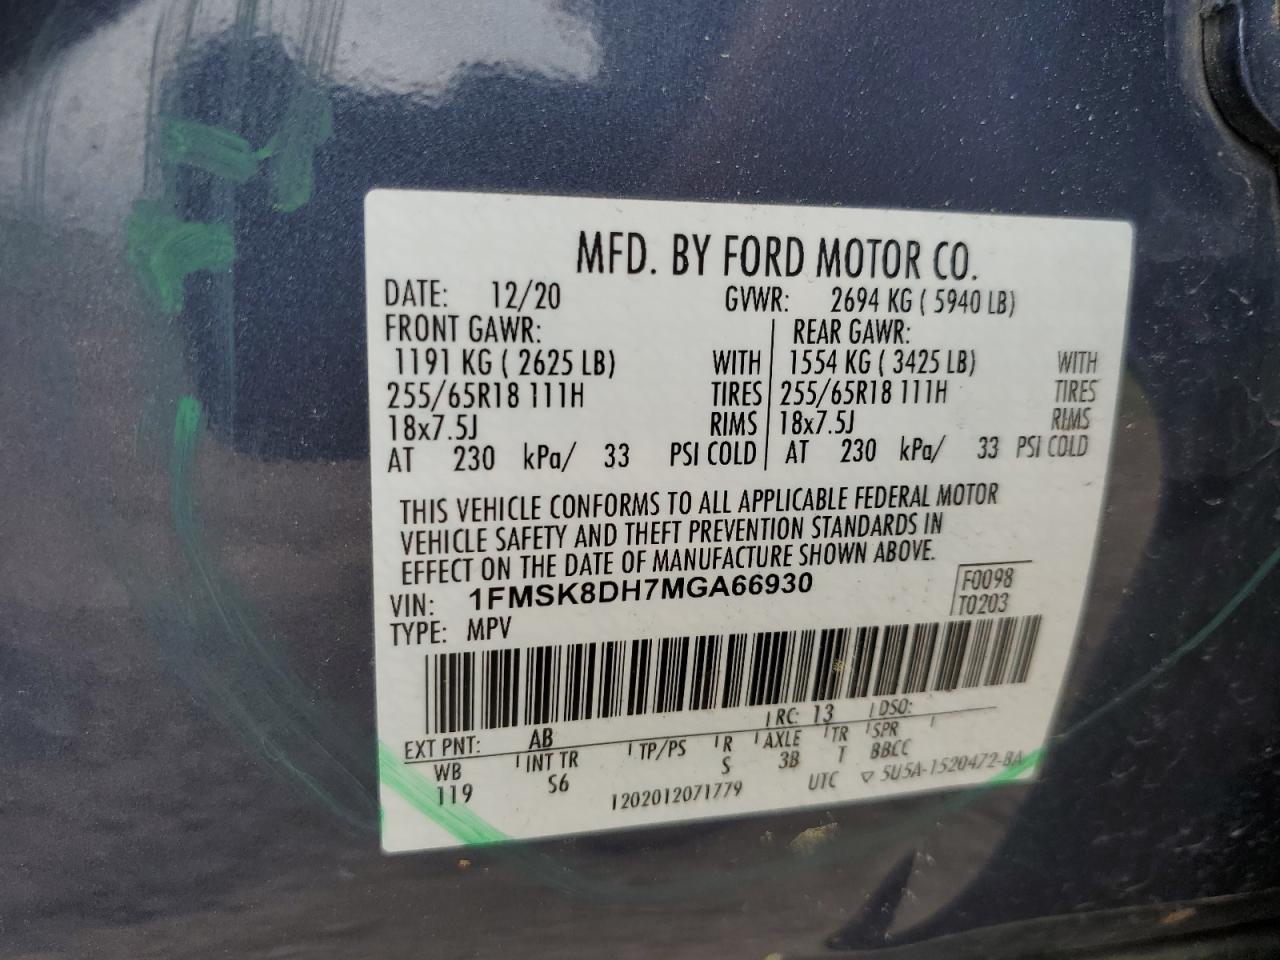 MFD. BY FORD MOTOR CO.
DATE: 12/20 GVWR: 2694 KG ( 5940 LB)
FRONT GAWR: REAR GAWR:
1191 KG ( 2625 LB) WITH 1554 KG ( 3425 LB) WITH
255/65R18 111H TIRES 255/65R18 111H TIRES
18x7.5J RIMS 18x7.5J RIMS
AT 230 kPa/ 33 PSI COLD AT 230 kPa/ 33 PSI COLD
THIS VEHICLE CONFORMS TO ALL APPLICABLE FEDERAL MOTOR
VEHICLE SAFETY AND THEFT PREVENTION STANDARDS IN
EFFECT ON THE DATE OF MANUFACTURE SHOWN ABOVE.
VIN: 1FMSK8DH7MGA66930 F0098
TYPE: MPV T0203
EXT PNT: AB RC: 13 DSO:
WB INT TR TP/PS R AXLE TR SPR
119 S6 S 3B T BBCC
1202012071779 UTC ▽ 5U5A-1520472-BA